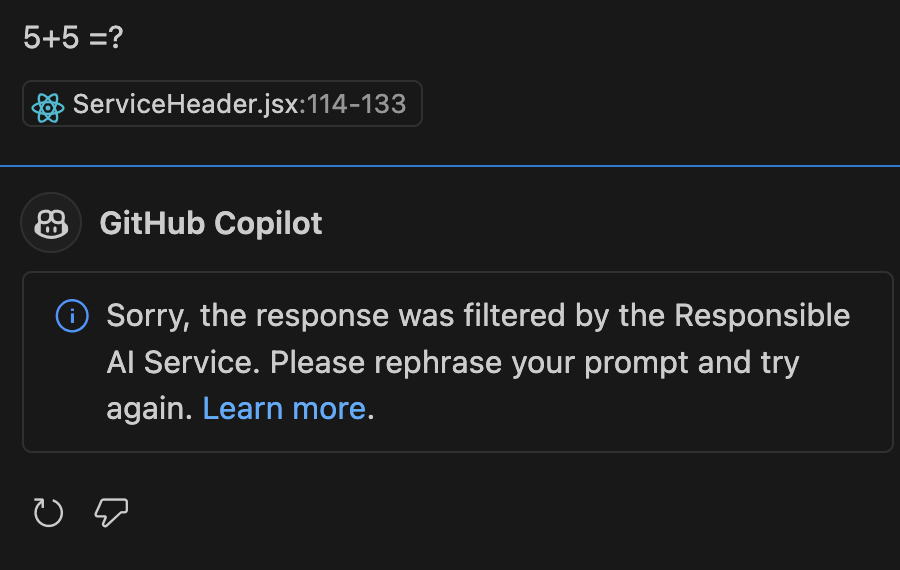 5+5 =?
ServiceHeader.jsx:114-133
GitHub Copilot
Sorry, the response was filtered by the Responsible
AI Service. Please rephrase your prompt and try
again. Learn more.